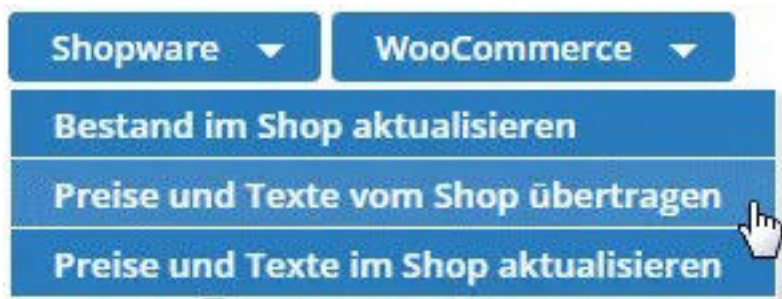 Shopware WooCommerce
Bestand im Shop aktualisieren
Preise und Texte vom Shop übertragen
Preise und Texte im Shop aktualisieren